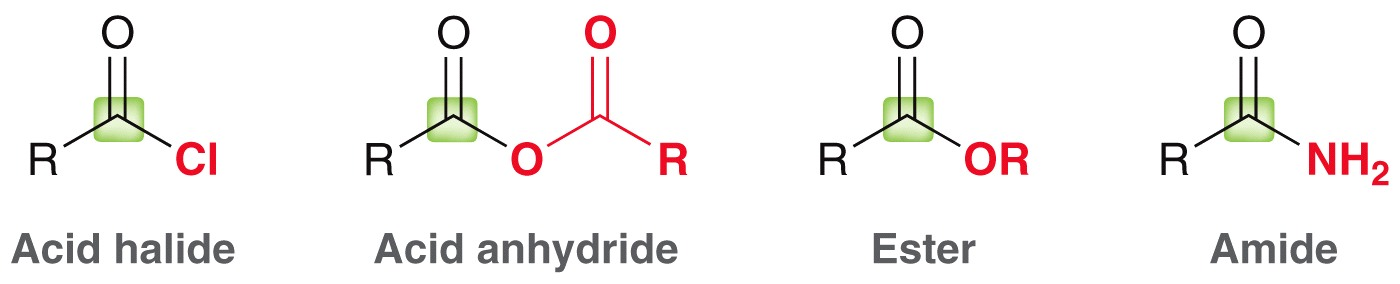 O O O O O
R Cl R O R R OR R NH₂
Acid halide Acid anhydride Ester Amide